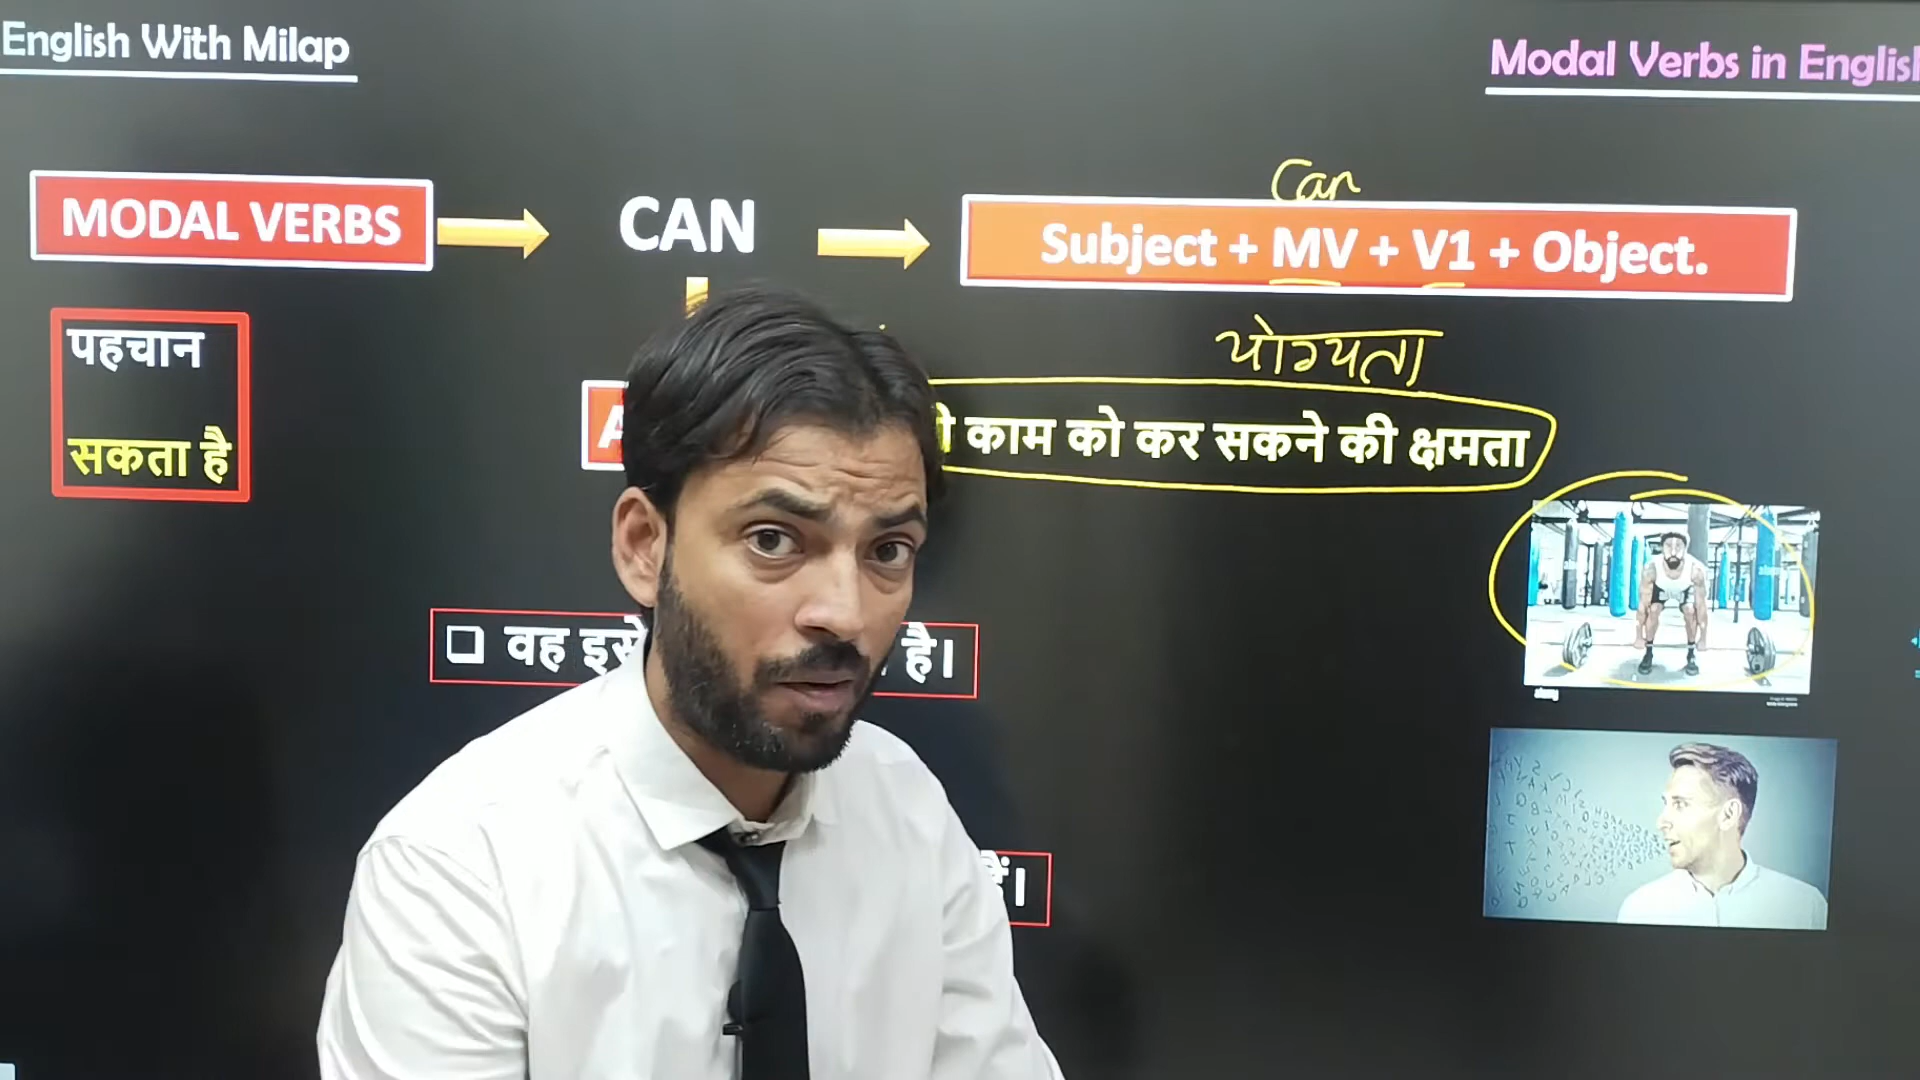 English With Milap
Modal Verbs in English
Can
MODAL VERBS
CAN
Subject + MV + V1 + Object.
पहचान
योग्यता
सकता है
काम को कर सकने की क्षमता
वह इसे
है।